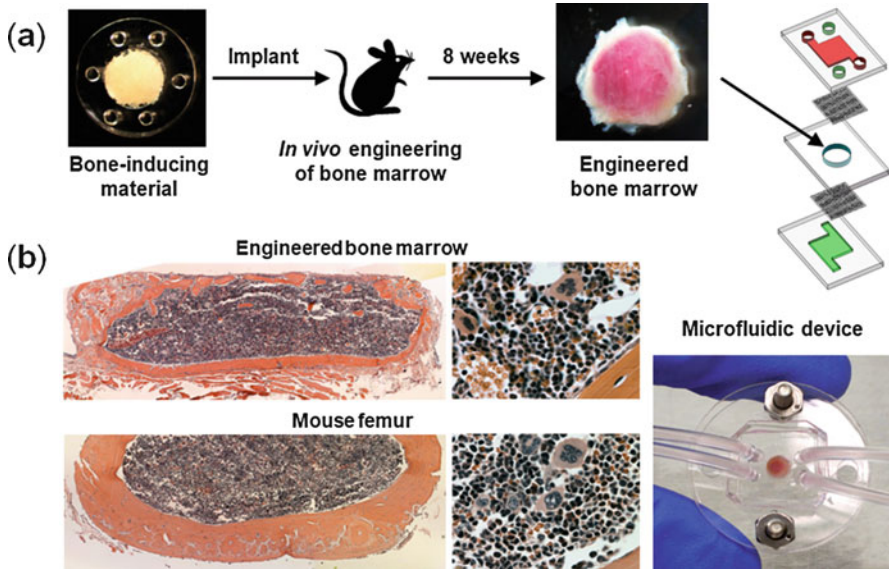 (a)
Implant
8 weeks
Bone-inducing
material
In vivo engineering
of bone marrow
Engineered
bone marrow
(b)
Engineered bone marrow
Mouse femur
Microfluidic device